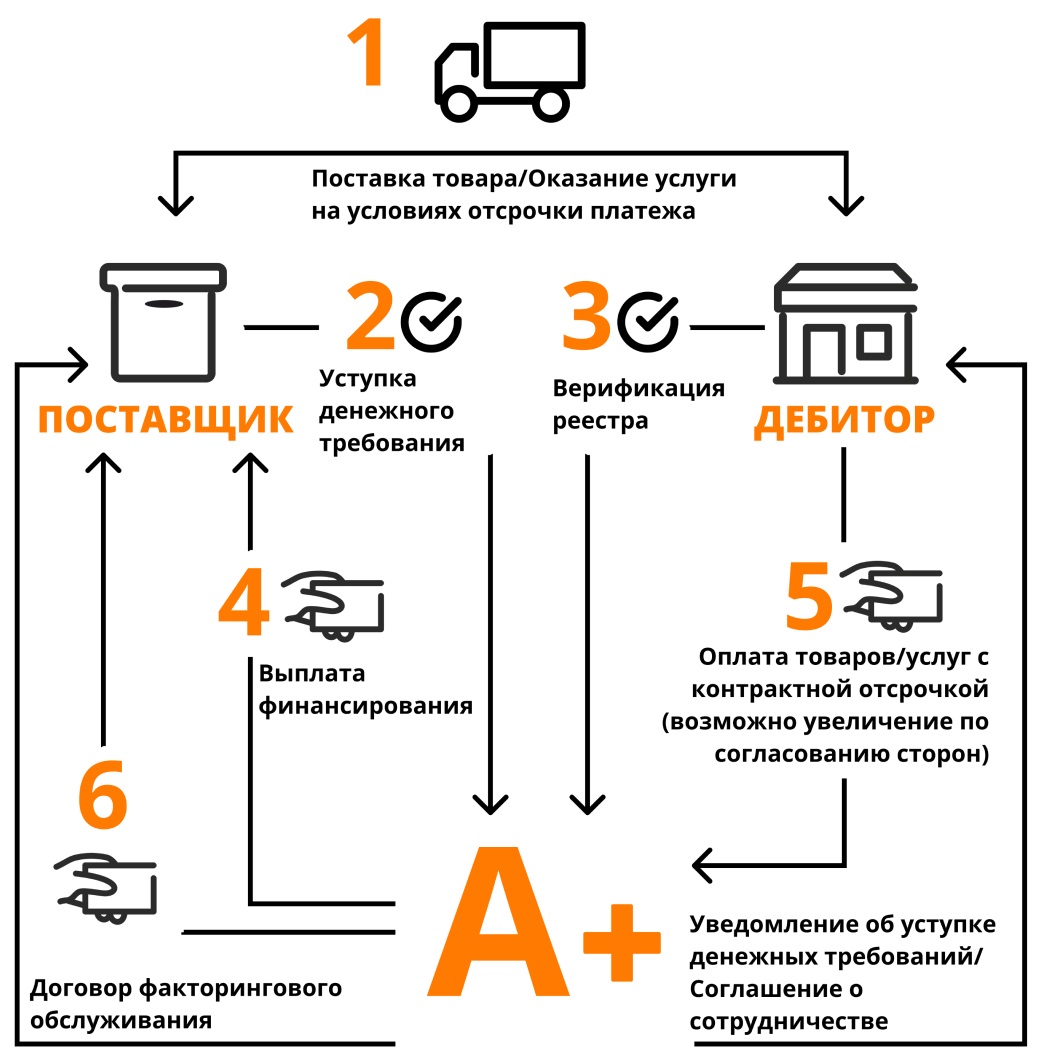 1
Поставка товара/Оказание услуги
на условиях отсрочки платежа
ПОСТАВЩИК
2
Уступка
денежного
требования
3
Верификация
реестра
ДЕБИТОР
4
Выплата
финансирования
5
Оплата товаров/услуг с
контрактной отсрочкой
(возможно увеличение по
согласованию сторон)
6
A+
Договор факторингового
обслуживания
Уведомление об уступке
денежных требований/
Соглашение о
сотрудничестве